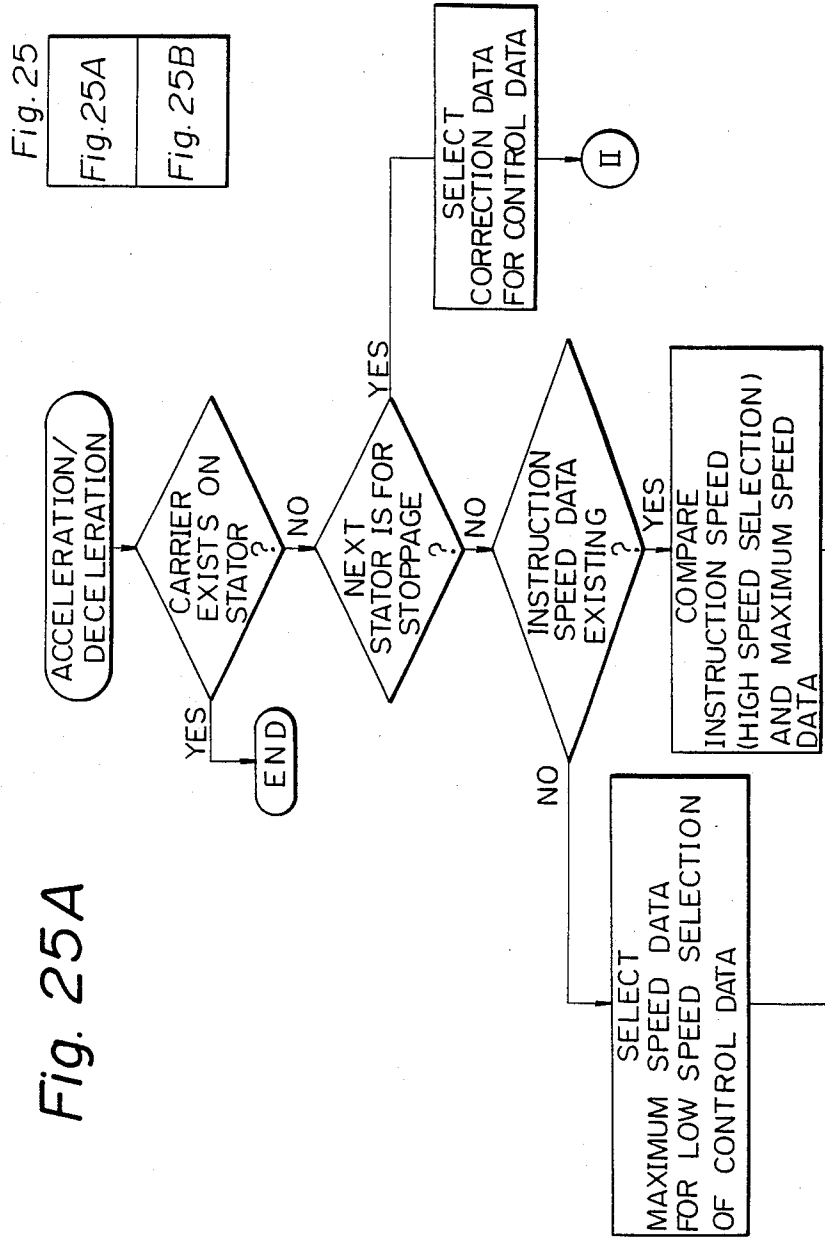 Fig. 25A
Fig. 25
Fig. 25A
Fig. 25B
ACCELERATION/
DECELERATION
CARRIER
EXISTS ON
STATOR
?
YES
END
NO
NEXT
STATOR IS FOR
STOPPAGE
?
YES
SELECT
CORRECTION DATA
FOR CONTROL DATA
II
NO
INSTRUCTION
SPEED DATA
EXISTING
?
NO
SELECT
MAXIMUM SPEED DATA
FOR LOW SPEED SELECTION
OF CONTROL DATA
YES
COMPARE
INSTRUCTION SPEED
(HIGH SPEED SELECTION)
AND MAXIMUM SPEED
DATA